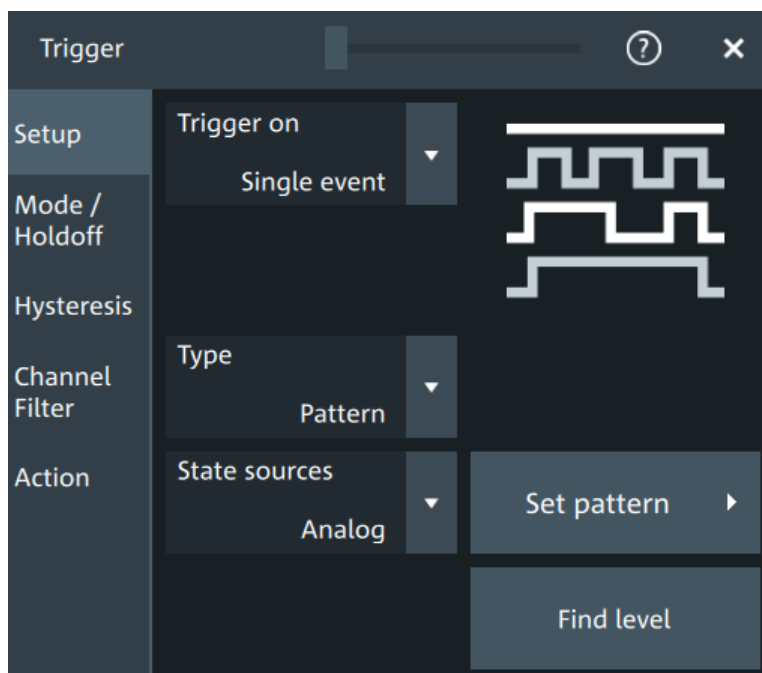 Trigger
?
Setup
Mode /
Holdoff
Hysteresis
Channel
Filter
Action
Trigger on
Single event
Type
Pattern
State sources
Analog
Set pattern
Find level